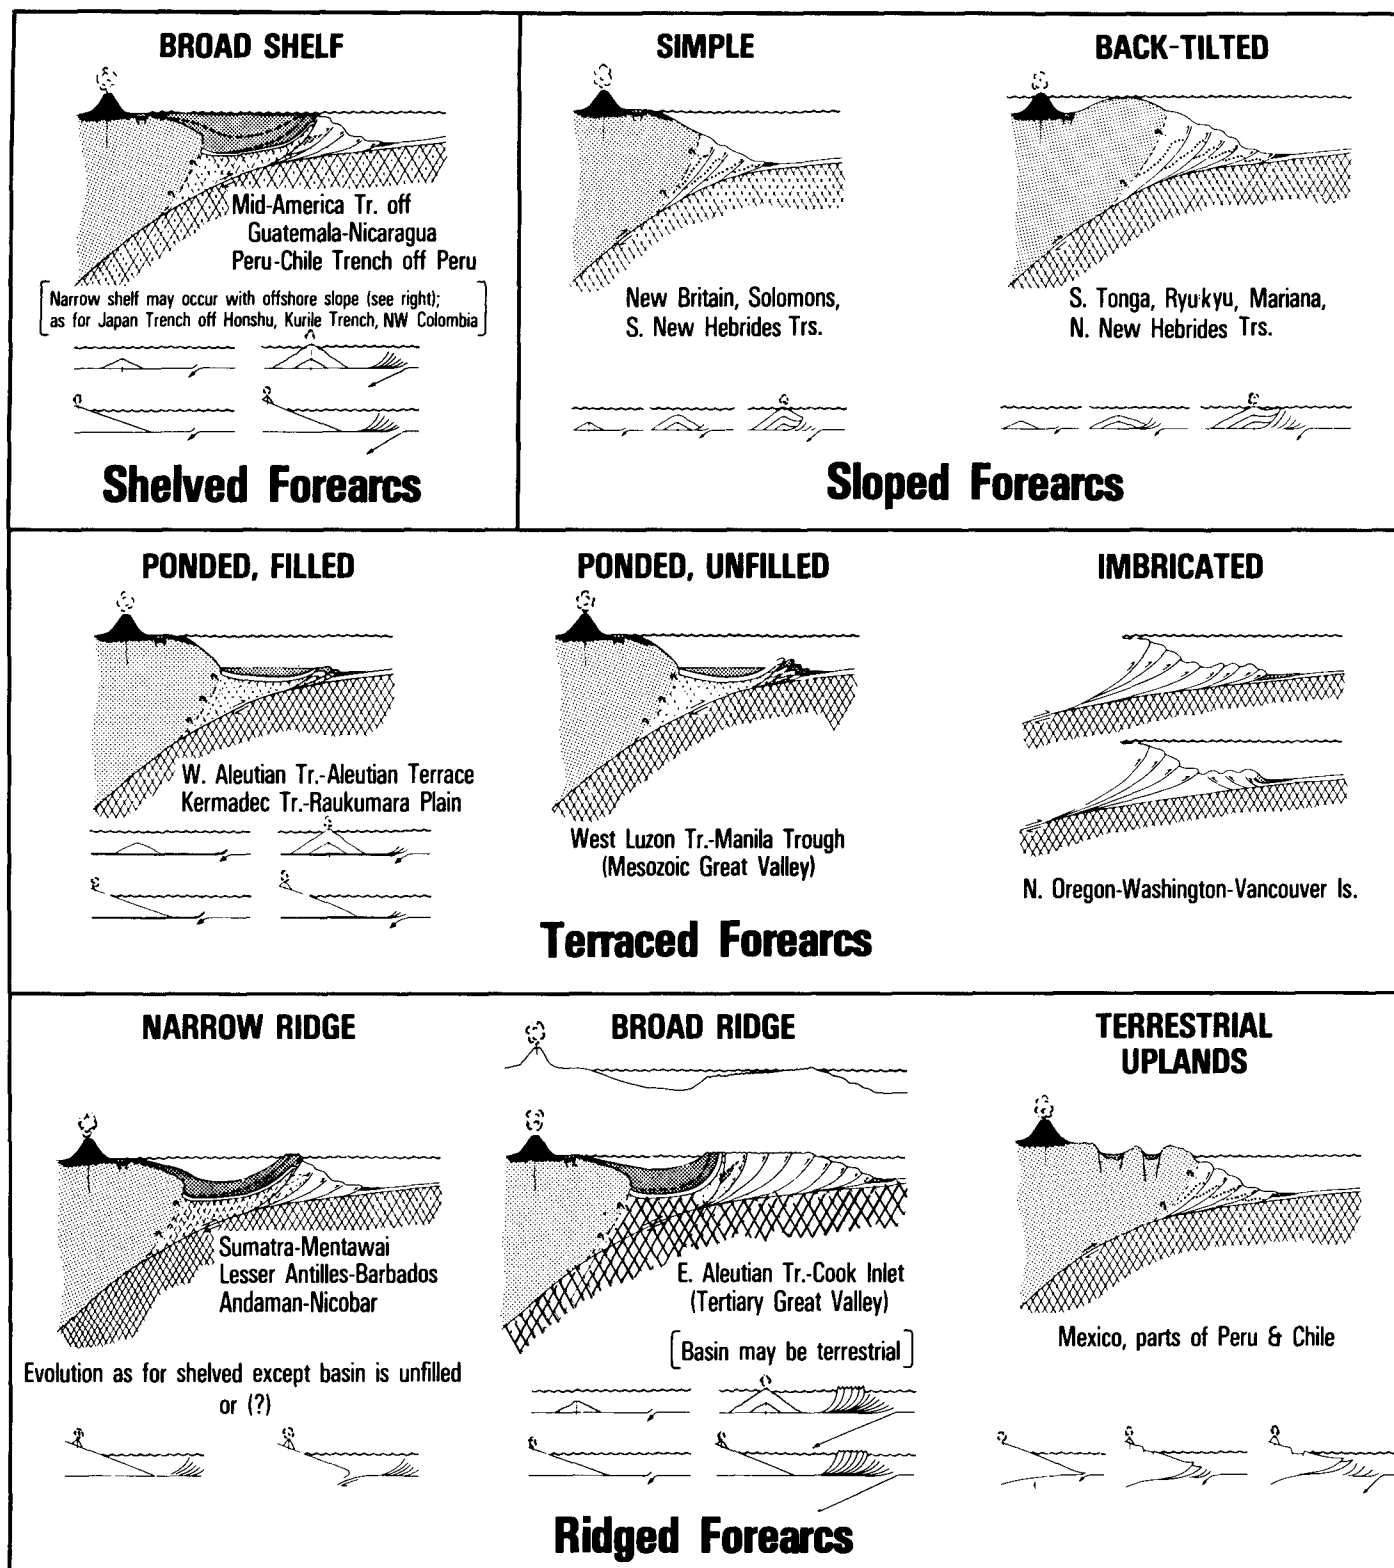 BROAD SHELF
Mid-America Tr. off
Guatemala-Nicaragua
Peru-Chile Trench off Peru
[Narrow shelf may occur with offshore slope (see right);
as for Japan Trench off Honshu, Kurile Trench, NW Colombia]
Shelved Forearcs
SIMPLE
New Britain, Solomons,
S. New Hebrides Trs.
BACK-TILTED
S. Tonga, Ryukyu, Mariana,
N. New Hebrides Trs.
Sloped Forearcs
PONDED, FILLED
W. Aleutian Tr.-Aleutian Terrace
Kermadec Tr.-Raukumara Plain
PONDED, UNFILLED
West Luzon Tr.-Manila Trough
(Mesozoic Great Valley)
IMBRICATED
N. Oregon-Washington-Vancouver Is.
Terraced Forearcs
NARROW RIDGE
Sumatra-Mentawai
Lesser Antilles-Barbados
Andaman-Nicobar
Evolution as for shelved except basin is unfilled
or (?)
BROAD RIDGE
E. Aleutian Tr.-Cook Inlet
(Tertiary Great Valley)
[Basin may be terrestrial]
TERRESTRIAL
UPLANDS
Mexico, parts of Peru & Chile
Ridged Forearcs